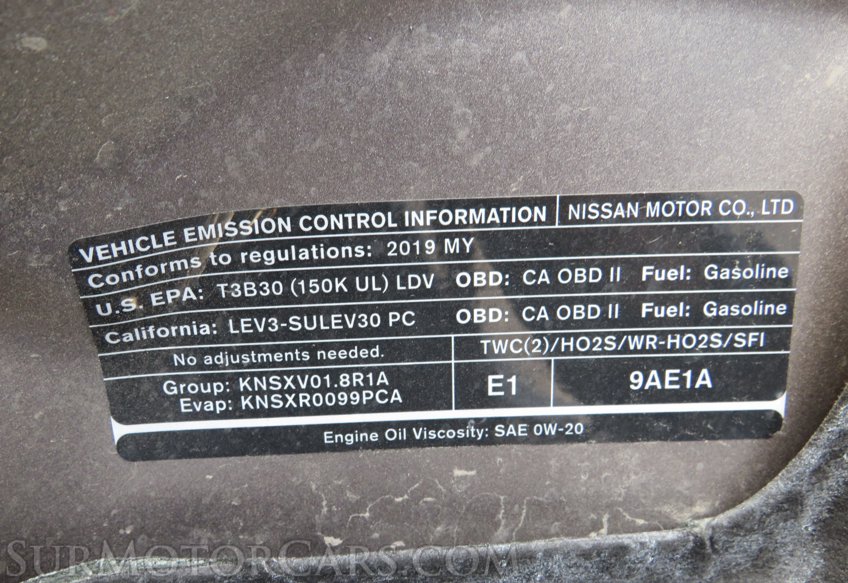 VEHICLE EMISSION CONTROL INFORMATION NISSAN MOTOR CO., LTD
Conforms to regulations: 2019 MY
U.S. EPA: T3B30 (150K UL) LDV OBD: CA OBD II Fuel: Gasoline
California: LEV3-SULEV30 PC OBD: CA OBD II Fuel: Gasoline
No adjustments needed. TWC(2)/HO2S/WR-HO2S/SFI
Group: KNSXV01.8R1A
Evap: KNSXR0099PCA
E1 9AE1A
Engine Oil Viscosity: SAE 0W-20
SURMOTORCARS.COM